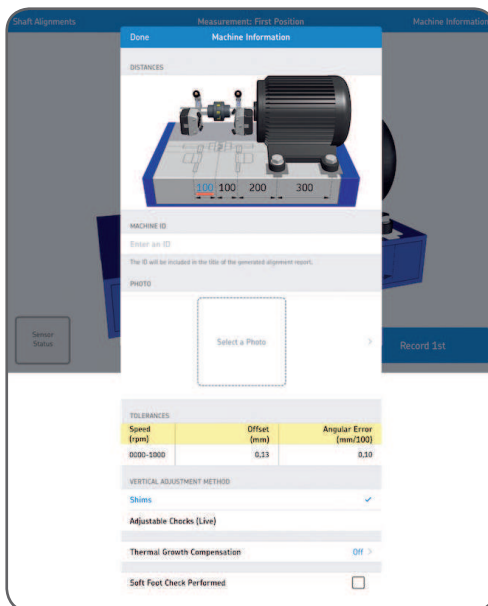 Shaft Alignments
Measurement: First Position
Machine Information
Done
Machine Information
DISTANCES
100 100 200 300
MACHINE ID
Enter an ID
The ID will be included in the title of the generated alignment report.
PHOTO
Select a Photo
Sensor
Status
Record 1st
TOLERANCES
Speed
(rpm)
Offset
(mm)
Angular Error
(mm/100)
0000-1000
0,13
0,10
VERTICAL ADJUSTMENT METHOD
Shims
Adjustable Chocks (Live)
Thermal Growth Compensation
Off
Soft Foot Check Performed